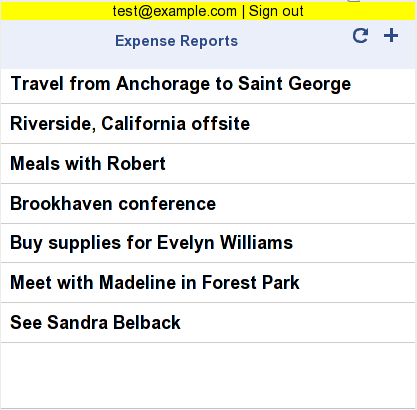 test@example.com | Sign out
Expense Reports
Travel from Anchorage to Saint George
Riverside, California offsite
Meals with Robert
Brookhaven conference
Buy supplies for Evelyn Williams
Meet with Madeline in Forest Park
See Sandra Belback